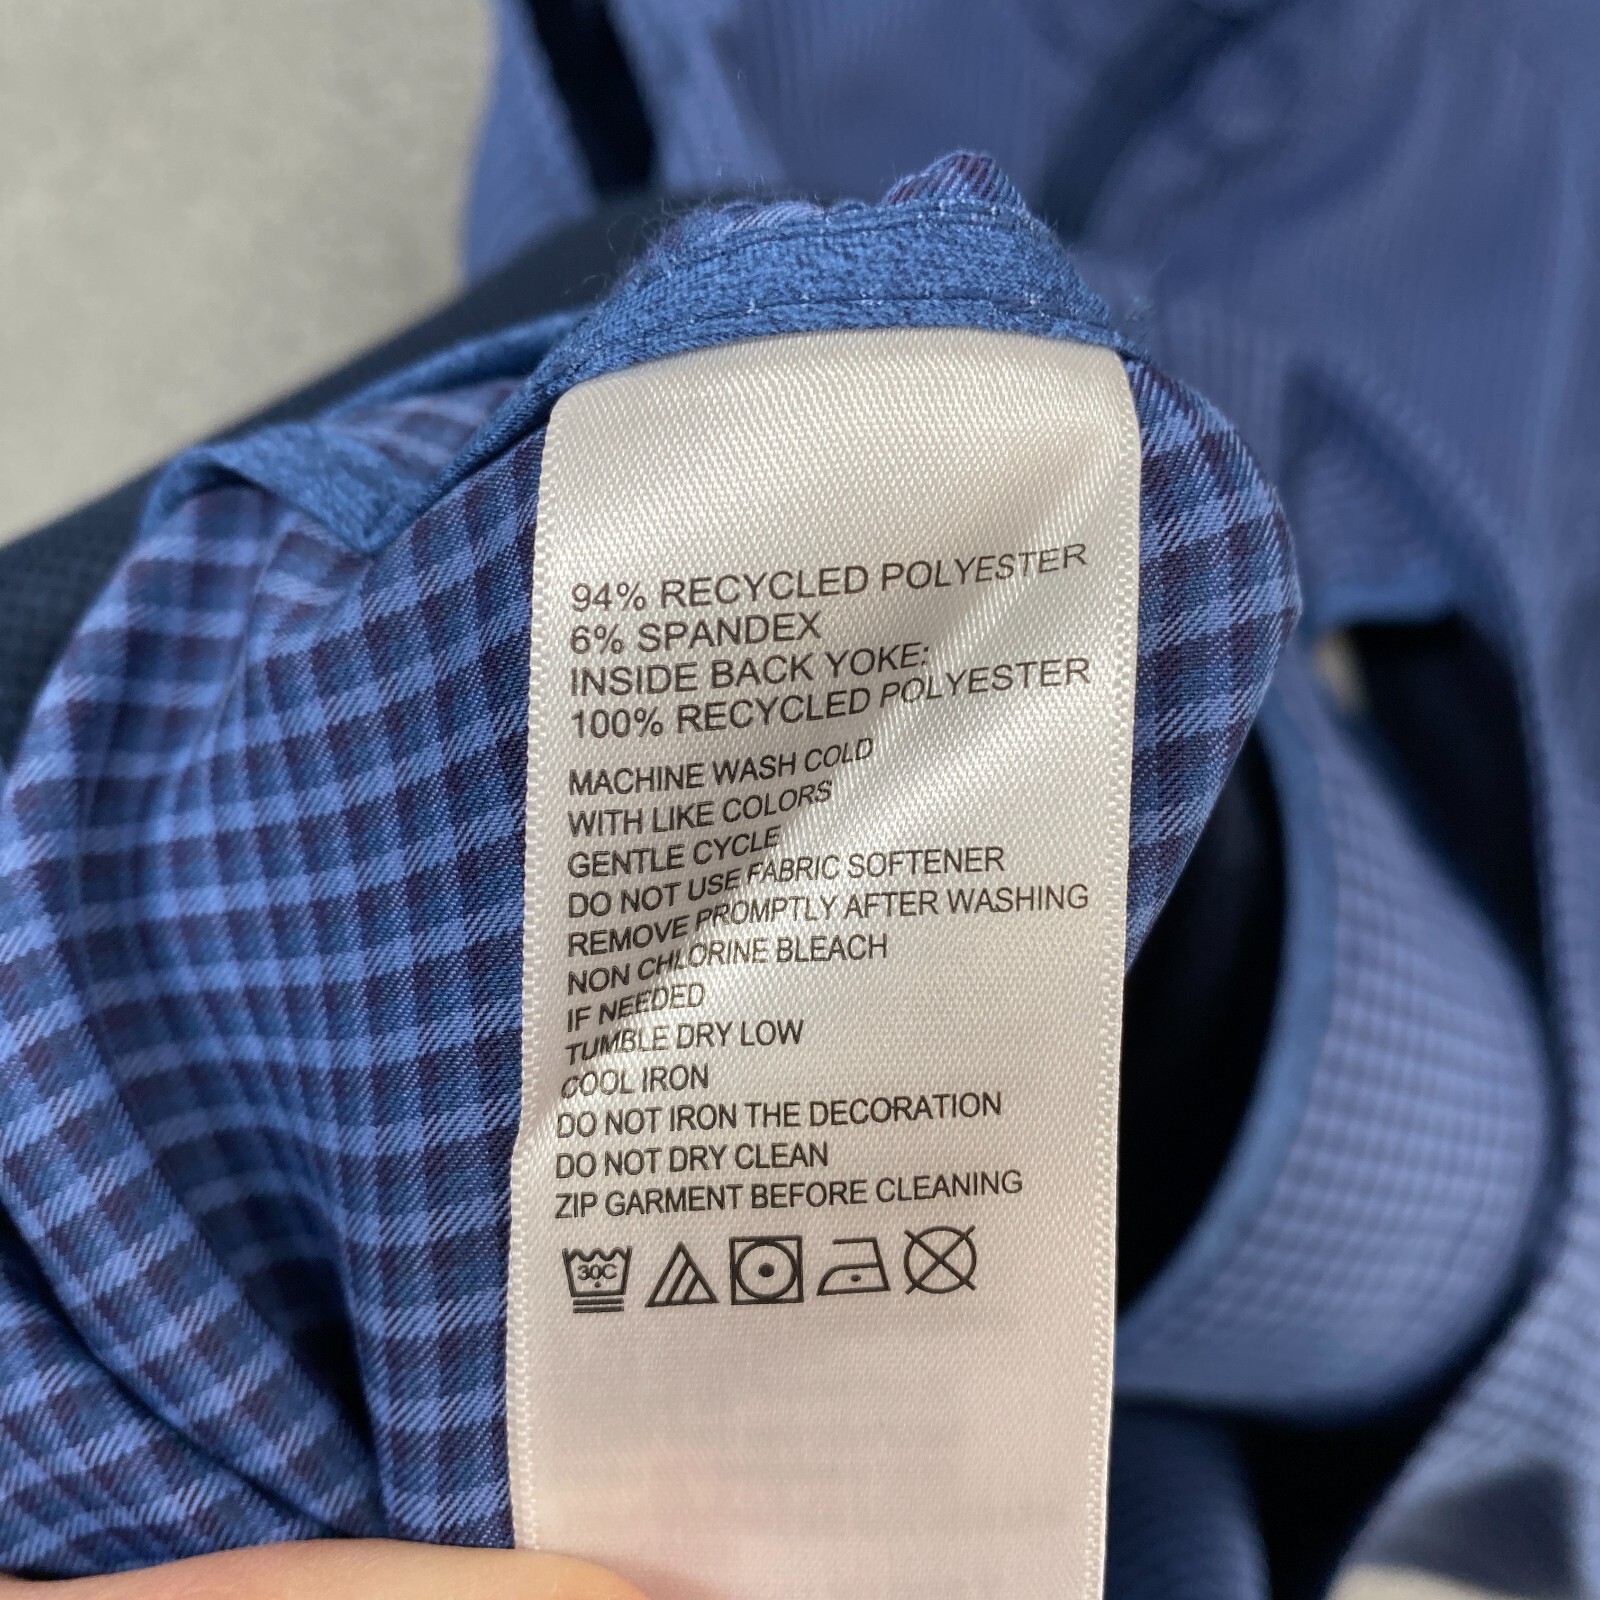 94% RECYCLED POLYESTER
6% SPANDEX
INSIDE BACK YOKE:
100% RECYCLED POLYESTER
MACHINE WASH COLD
WITH LIKE COLORS
GENTLE CYCLE
DO NOT USE FABRIC SOFTENER
REMOVE PROMPTLY AFTER WASHING
NON CHLORINE BLEACH
IF NEEDED
TUMBLE DRY LOW
COOL IRON
DO NOT IRON THE DECORATION
DO NOT DRY CLEAN
ZIP GARMENT BEFORE CLEANING
30C